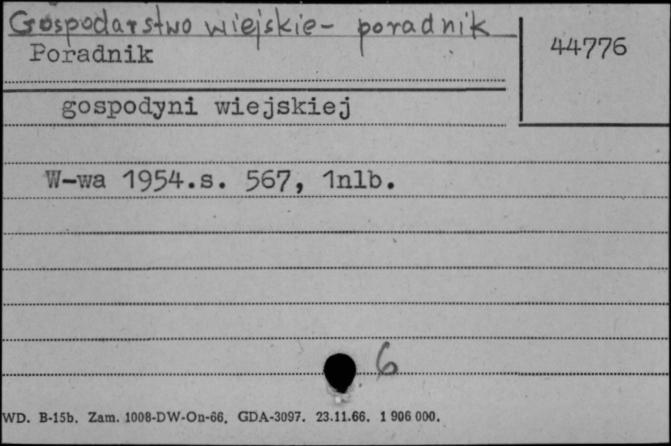 Gospodarstwo wiejskie - poradnik
Poradnik
44776
gospodyni wiejskiej
W-wa 1954.s. 567, 1nlb.
6
WD. B-15b. Zam. 1008-DW-On-66. GDA-3097. 23.11.66. 1 906 000.